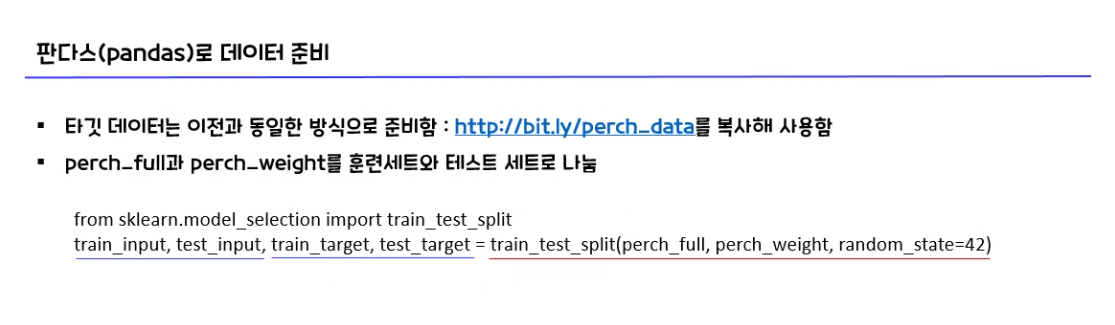 판다스(pandas)로 데이터 준비
▪ 타깃 데이터는 이전과 동일한 방식으로 준비함 : http://bit.ly/perch_data를 복사해 사용함
▪ perch_full과 perch_weight를 훈련세트와 테스트 세트로 나눔
from sklearn.model_selection import train_test_split
train_input, test_input, train_target, test_target = train_test_split(perch_full, perch_weight, random_state=42)